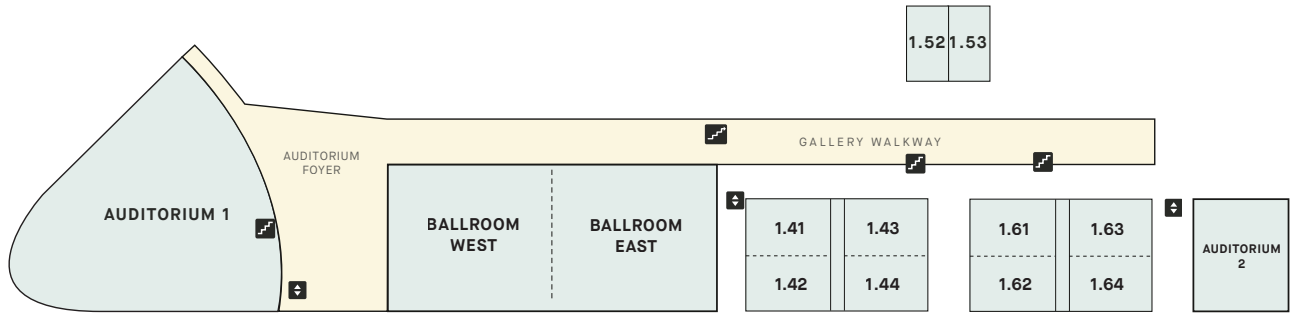 1.52
1.53
GALLERY WALKWAY
AUDITORIUM
FOYER
AUDITORIUM 1
BALLROOM
WEST
BALLROOM
EAST
1.41
1.43
1.42
1.44
1.61
1.63
1.62
1.64
AUDITORIUM
2